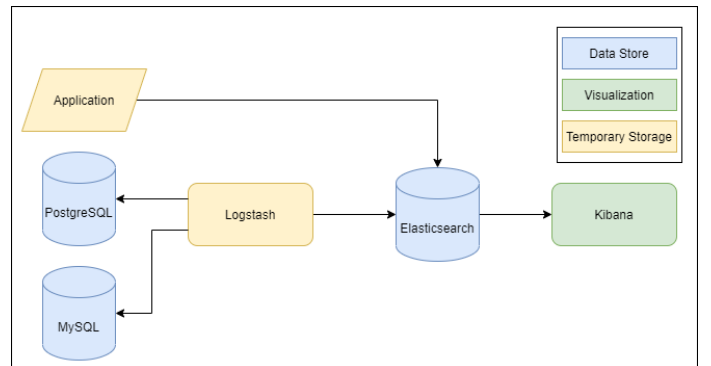 Data Store
Visualization
Temporary Storage
Application
PostgreSQL
Logstash
Elasticsearch
Kibana
MySQL